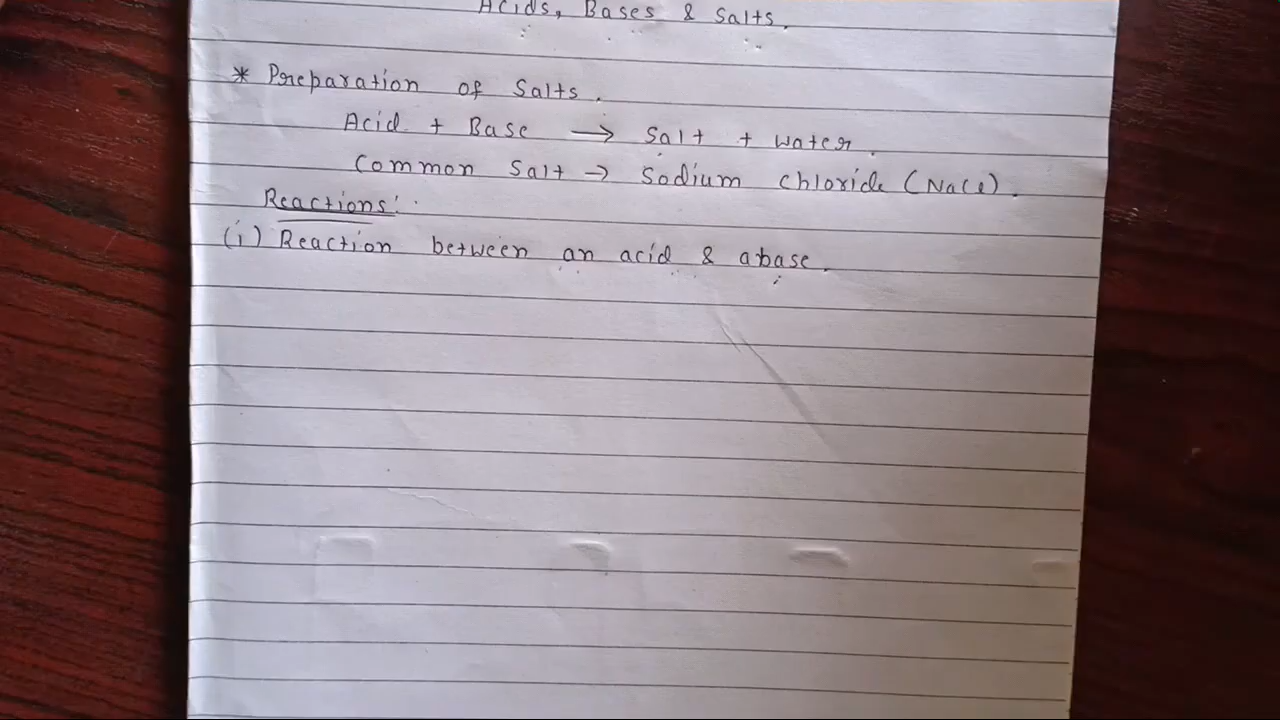 Acids, Bases & Salts.
* Preparation of Salts.
Acid + Base → Salt + water.
Common Salt → Sodium chloride (NaCl).
Reactions:
(i) Reaction between an acid & abase.